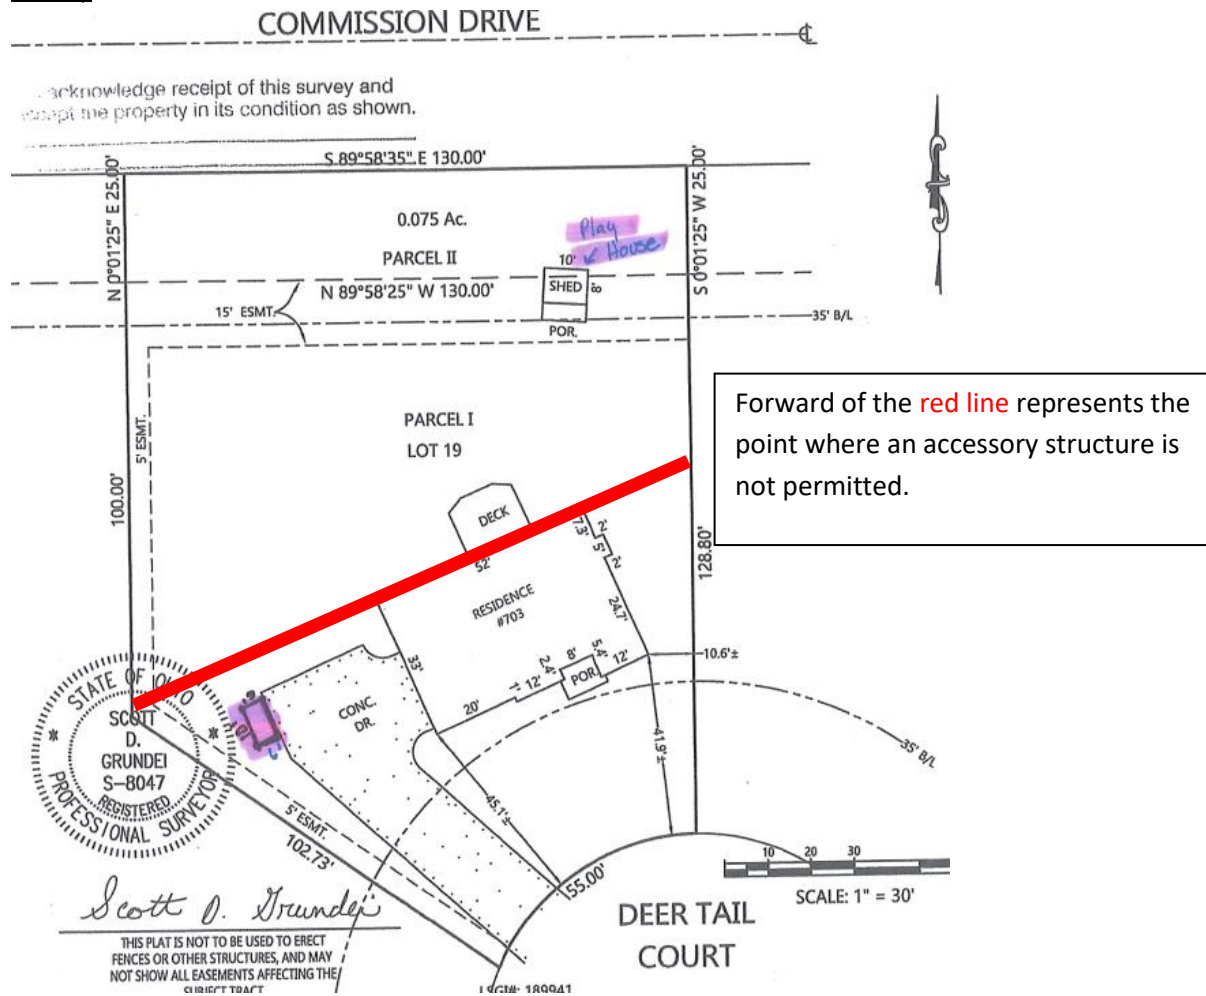 COMMISSION DRIVE
acknowledge receipt of this survey and
the property in its condition as shown.
S 89°58'35" E 130.00'
N 0°01'25" E 25.00'
S 0°01'25" W 25.00'
0.075 Ac.
PARCEL II
Play
House
10'
SHED
8'
N 89°58'25" W 130.00'
15' ESMT.
POR.
35' B/L
Forward of the red line represents the
point where an accessory structure is
not permitted.
PARCEL I
LOT 19
5' ESMT.
100.00'
128.80'
DECK
52'
7.3'
2'
5'
2'
RESIDENCE
#703
24.7'
33'
10.6'±
8'
5.4'
2.4'
12'
POR.
12'
1'
20'
CONC.
DR.
10'
6'
STATE OF OHIO
SCOTT
D.
GRUNDEI
S-8047
REGISTERED
PROFESSIONAL SURVEYOR
41.9'±
45.1'±
35' B/L
5' ESMT.
102.73'
55.00'
10 20 30
SCALE: 1" = 30'
DEER TAIL
COURT
Scott D. Grundei
THIS PLAT IS NOT TO BE USED TO ERECT
FENCES OR OTHER STRUCTURES, AND MAY
NOT SHOW ALL EASEMENTS AFFECTING THE
SUBJECT TRACT
LSGI#: 189941